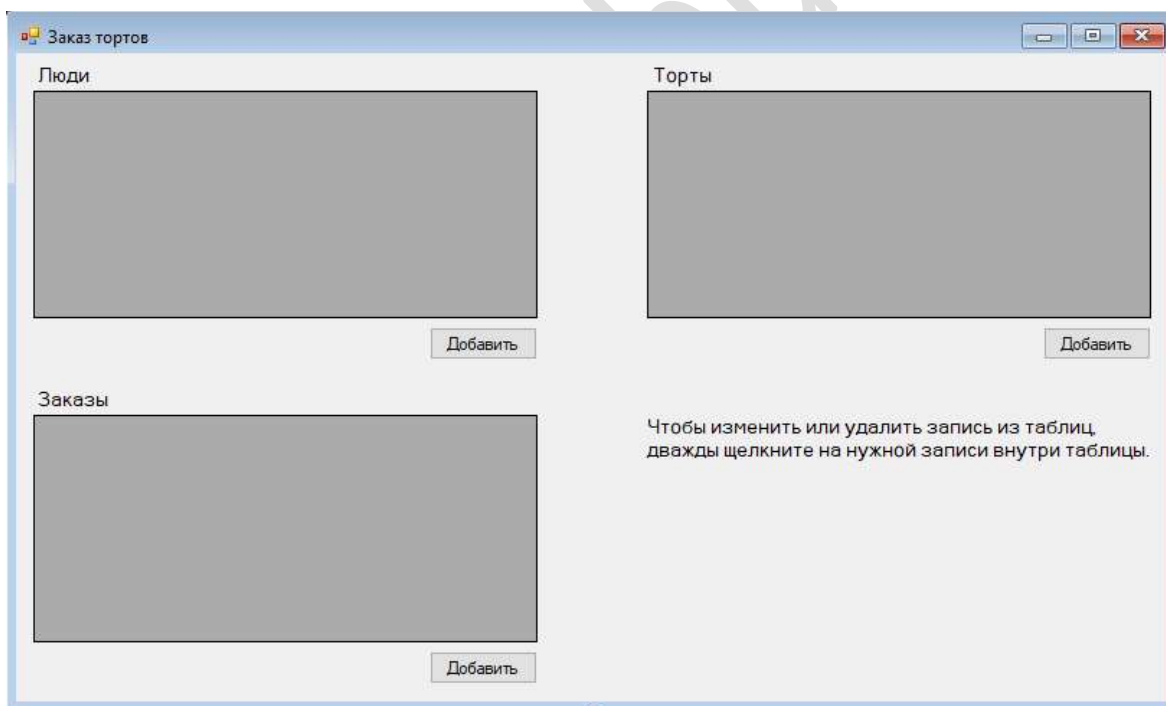 Заказ тортов
Люди
Торты
Добавить
Добавить
Заказы
Чтобы изменить или удалить запись из таблиц,
дважды щелкните на нужной записи внутри таблицы.
Добавить